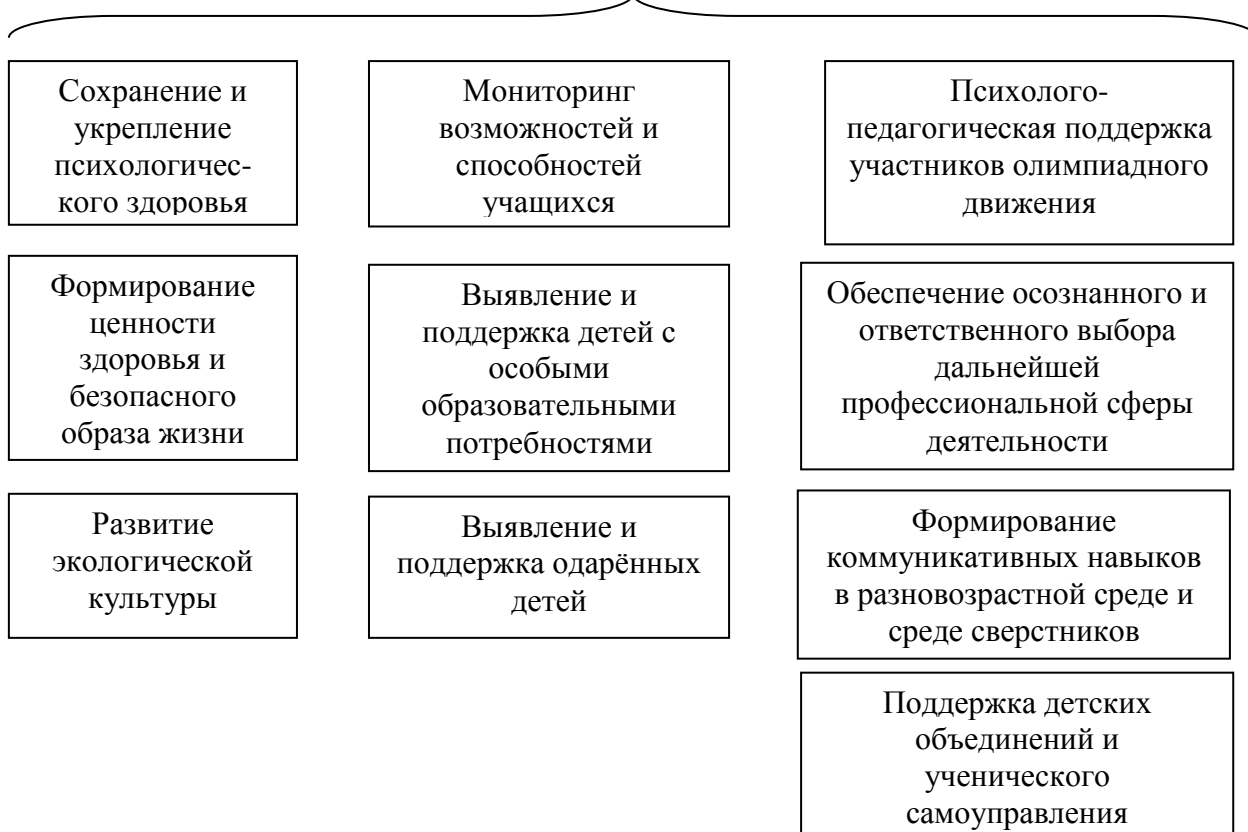 Сохранение и
укрепление
психологичес-
кого здоровья
Мониторинг
возможностей и
способностей
учащихся
Психолого-
педагогическая поддержка
участников олимпиадного
движения
Формирование
ценности
здоровья и
безопасного
образа жизни
Выявление и
поддержка детей с
особыми
образовательными
потребностями
Обеспечение осознанного и
ответственного выбора
дальнейшей
профессиональной сферы
деятельности
Развитие
экологической
культуры
Выявление и
поддержка одарённых
детей
Формирование
коммуникативных навыков
в разновозрастной среде и
среде сверстников
Поддержка детских
объединений и
ученического
самоуправления